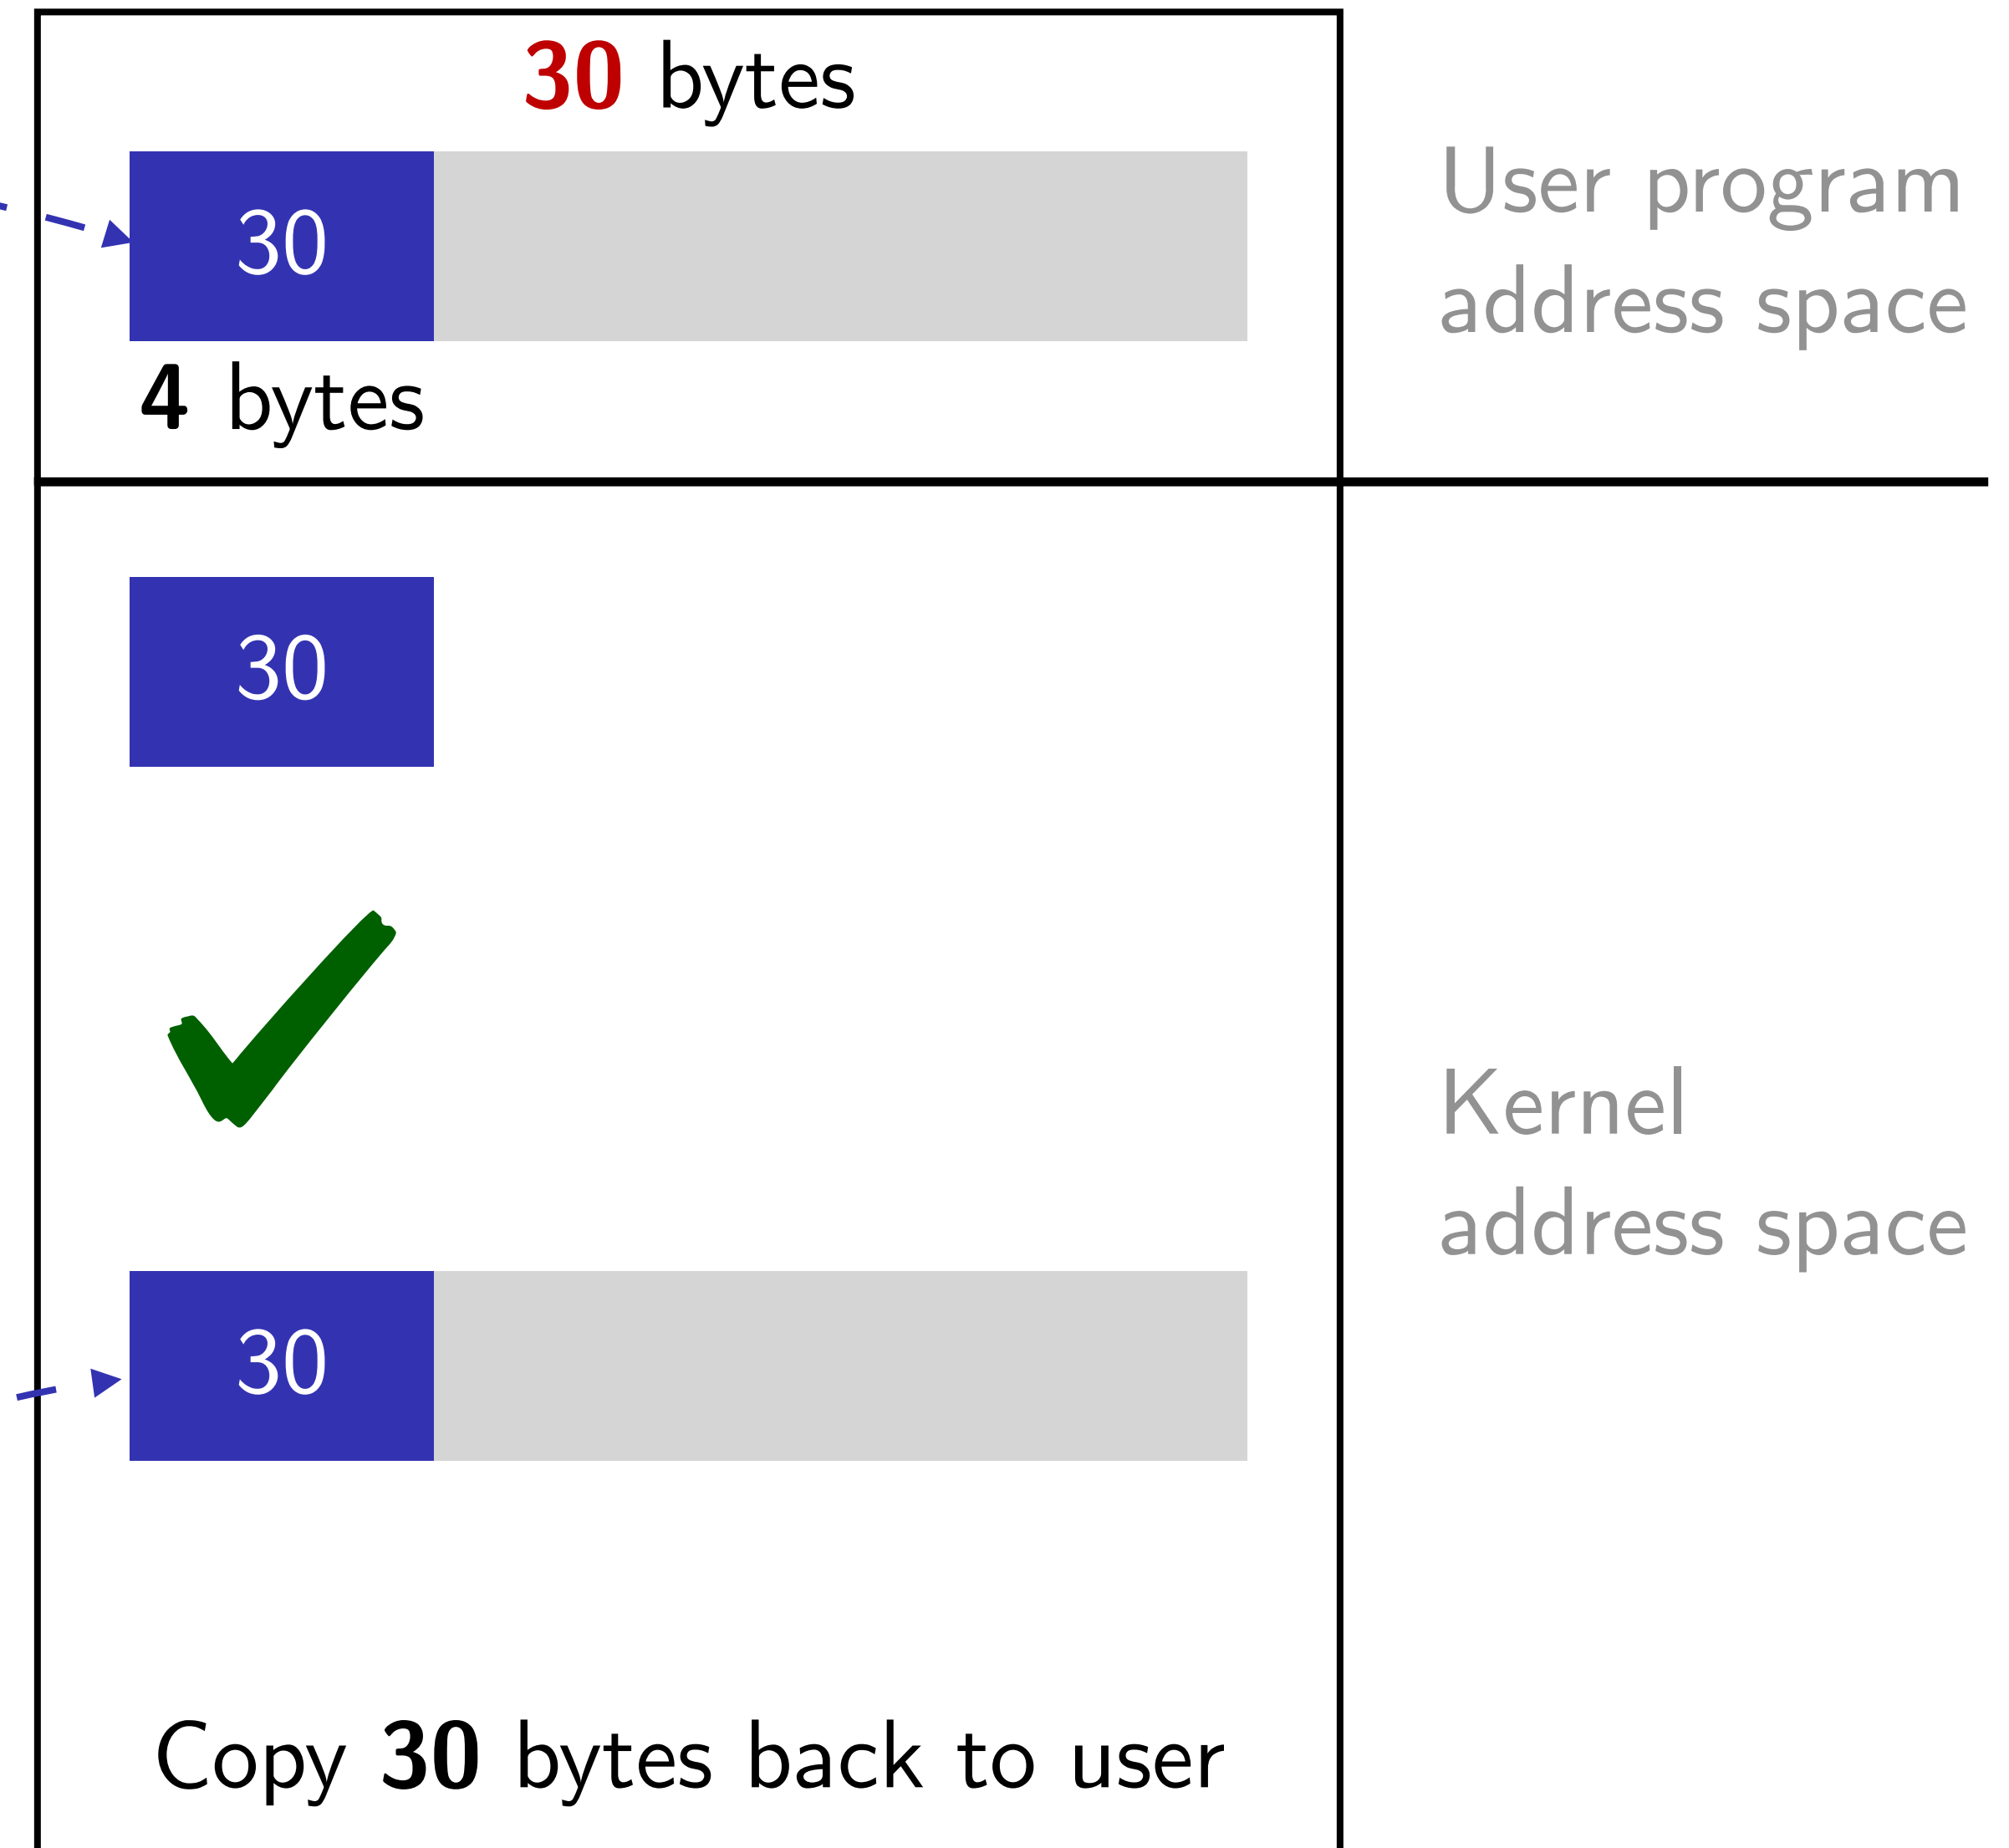 30 bytes
30
User program
address space
4 bytes
30
Kernel
address space
30
Copy 30 bytes back to user